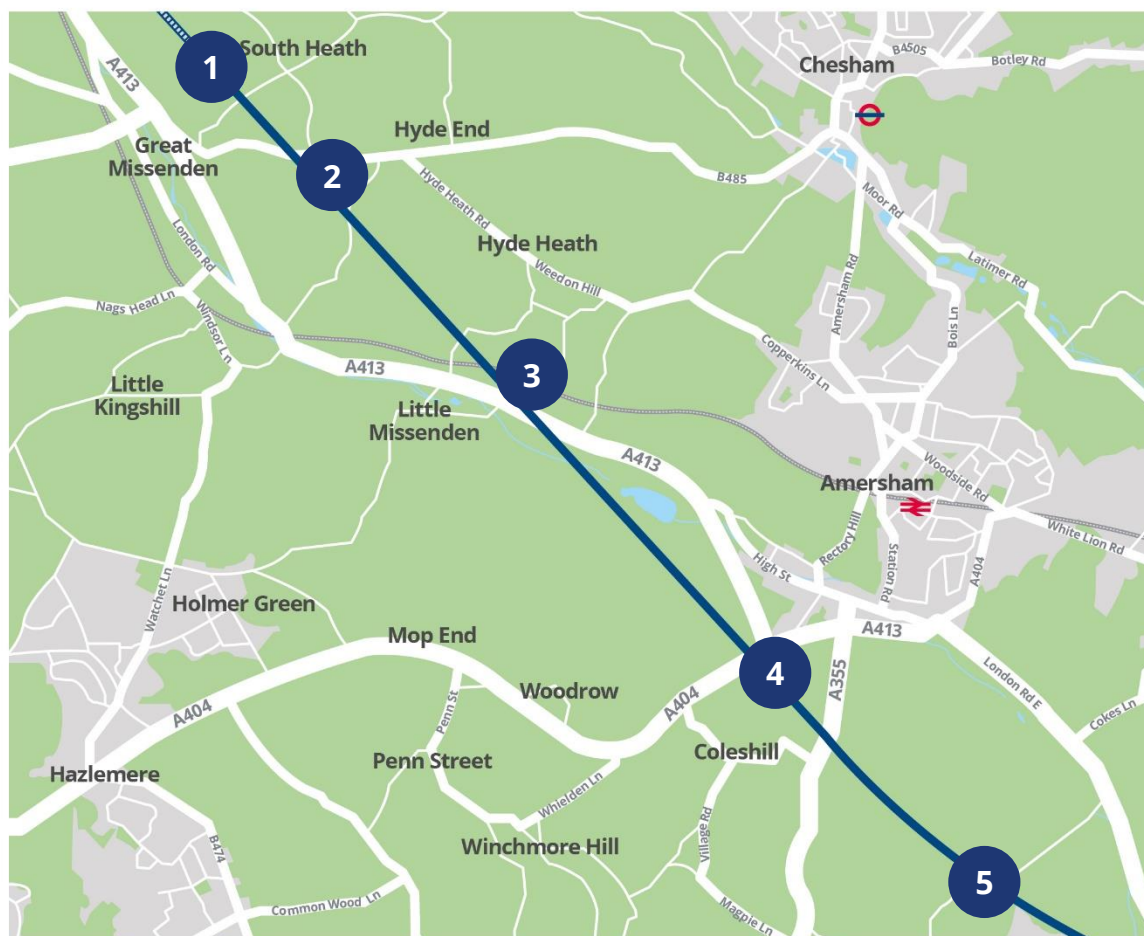 1
South Heath
A413
B4505
Botley Rd
Chesham
Great
Missenden
Hyde End
2
B485
Hyde Heath Rd
Moor Rd
London Rd
Hyde Heath
Weedon Hill
Latimer Rd
Nags Head Ln
Windsor Ln
Amersham Rd
Bois Ln
Copperkins Ln
A413
3
Little
Kingshill
Little
Missenden
A413
Amersham
Woodside Rd
White Lion Rd
Rectory Hill
High St
Station Rd
A404
Watchet Ln
Holmer Green
Mop End
A413
4
A355
London Rd E
Woodrow
A404
A404
Penn St
Cokes Ln
Hazlemere
Penn Street
Coleshill
Whielden Ln
Village Rd
B474
Winchmore Hill
5
Common Wood Ln
Magpie Ln